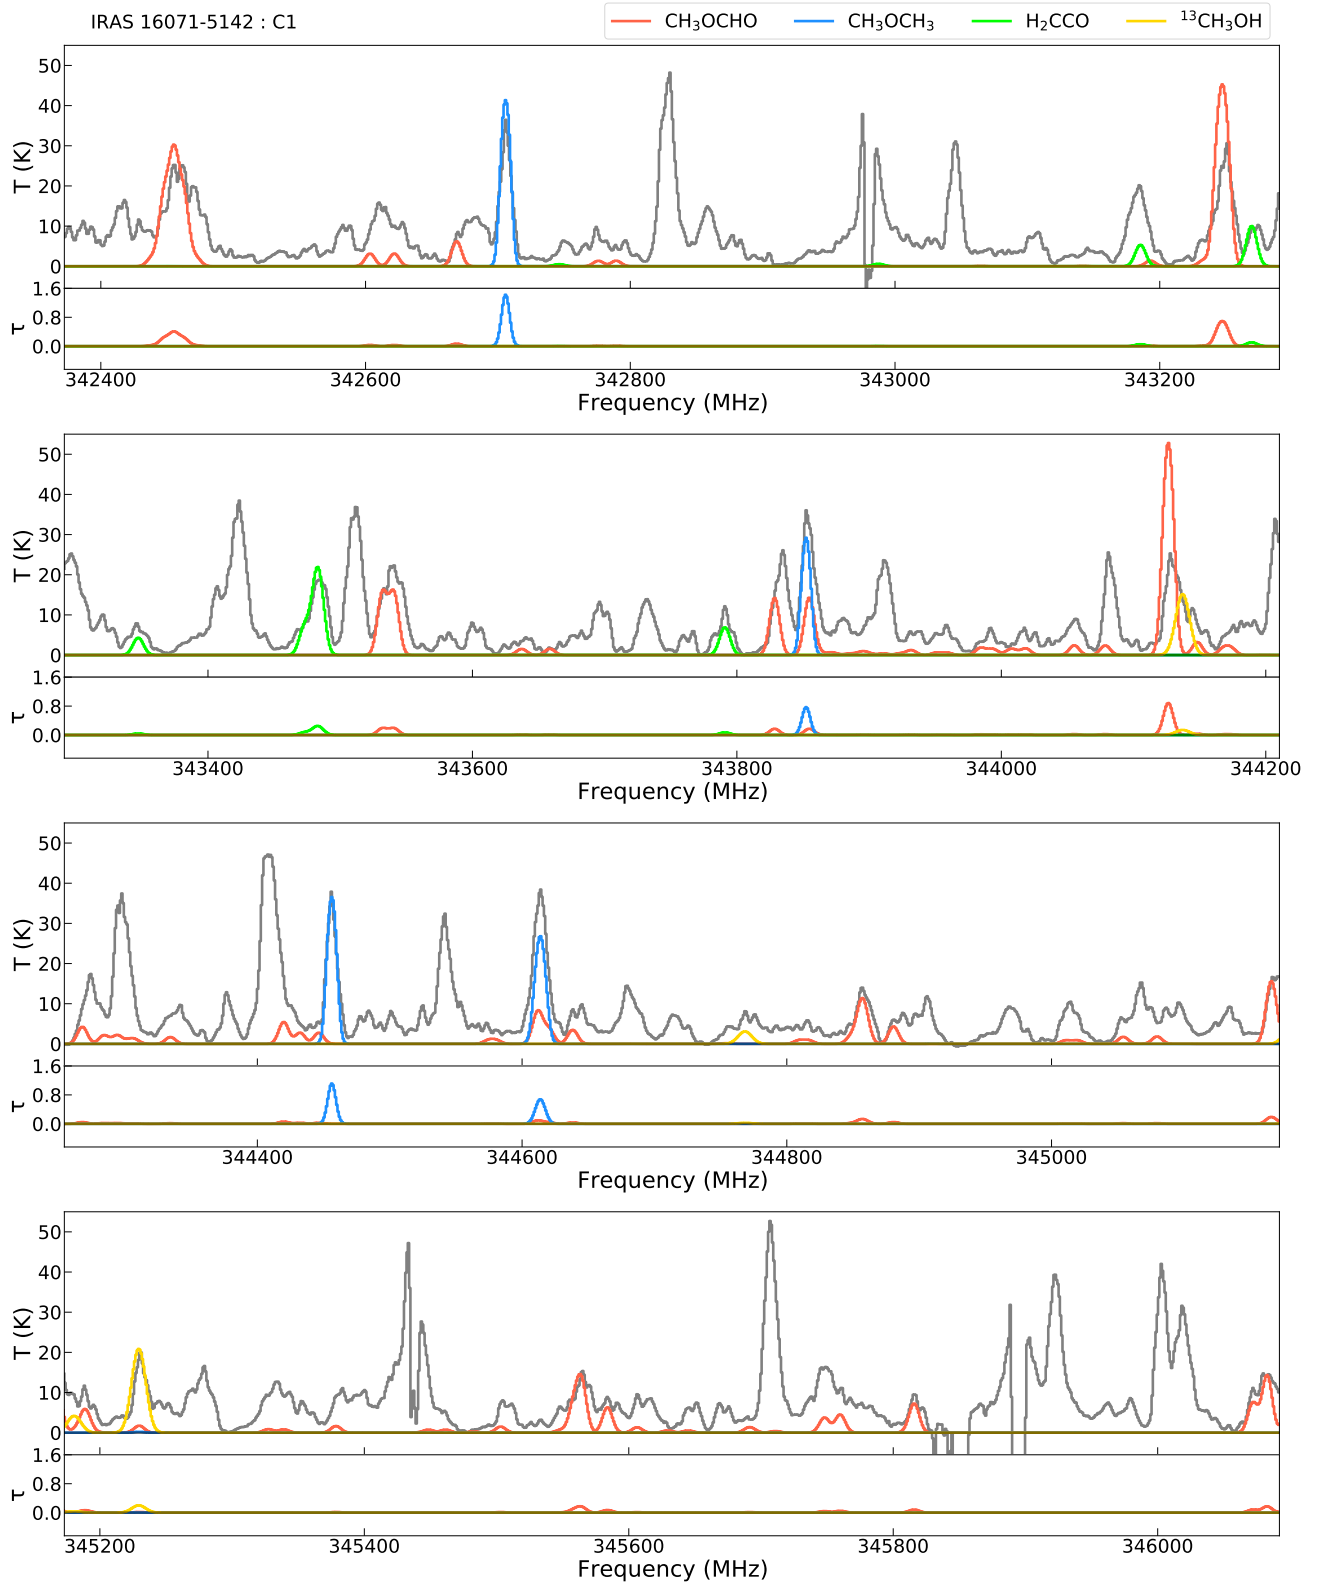 IRAS 16071-5142 : C1
CH₃OCHO CH₃OCH₃ H₂CCO ¹³CH₃OH
50
40
30
20
10
0
T (K)
1.6
0.8
0.0
τ
342400 342600 342800 343000 343200
Frequency (MHz)
50
40
30
20
10
0
T (K)
1.6
0.8
0.0
τ
343400 343600 343800 344000 344200
Frequency (MHz)
50
40
30
20
10
0
T (K)
1.6
0.8
0.0
τ
344400 344600 344800 345000
Frequency (MHz)
50
40
30
20
10
0
T (K)
1.6
0.8
0.0
τ
345200 345400 345600 345800 346000
Frequency (MHz)